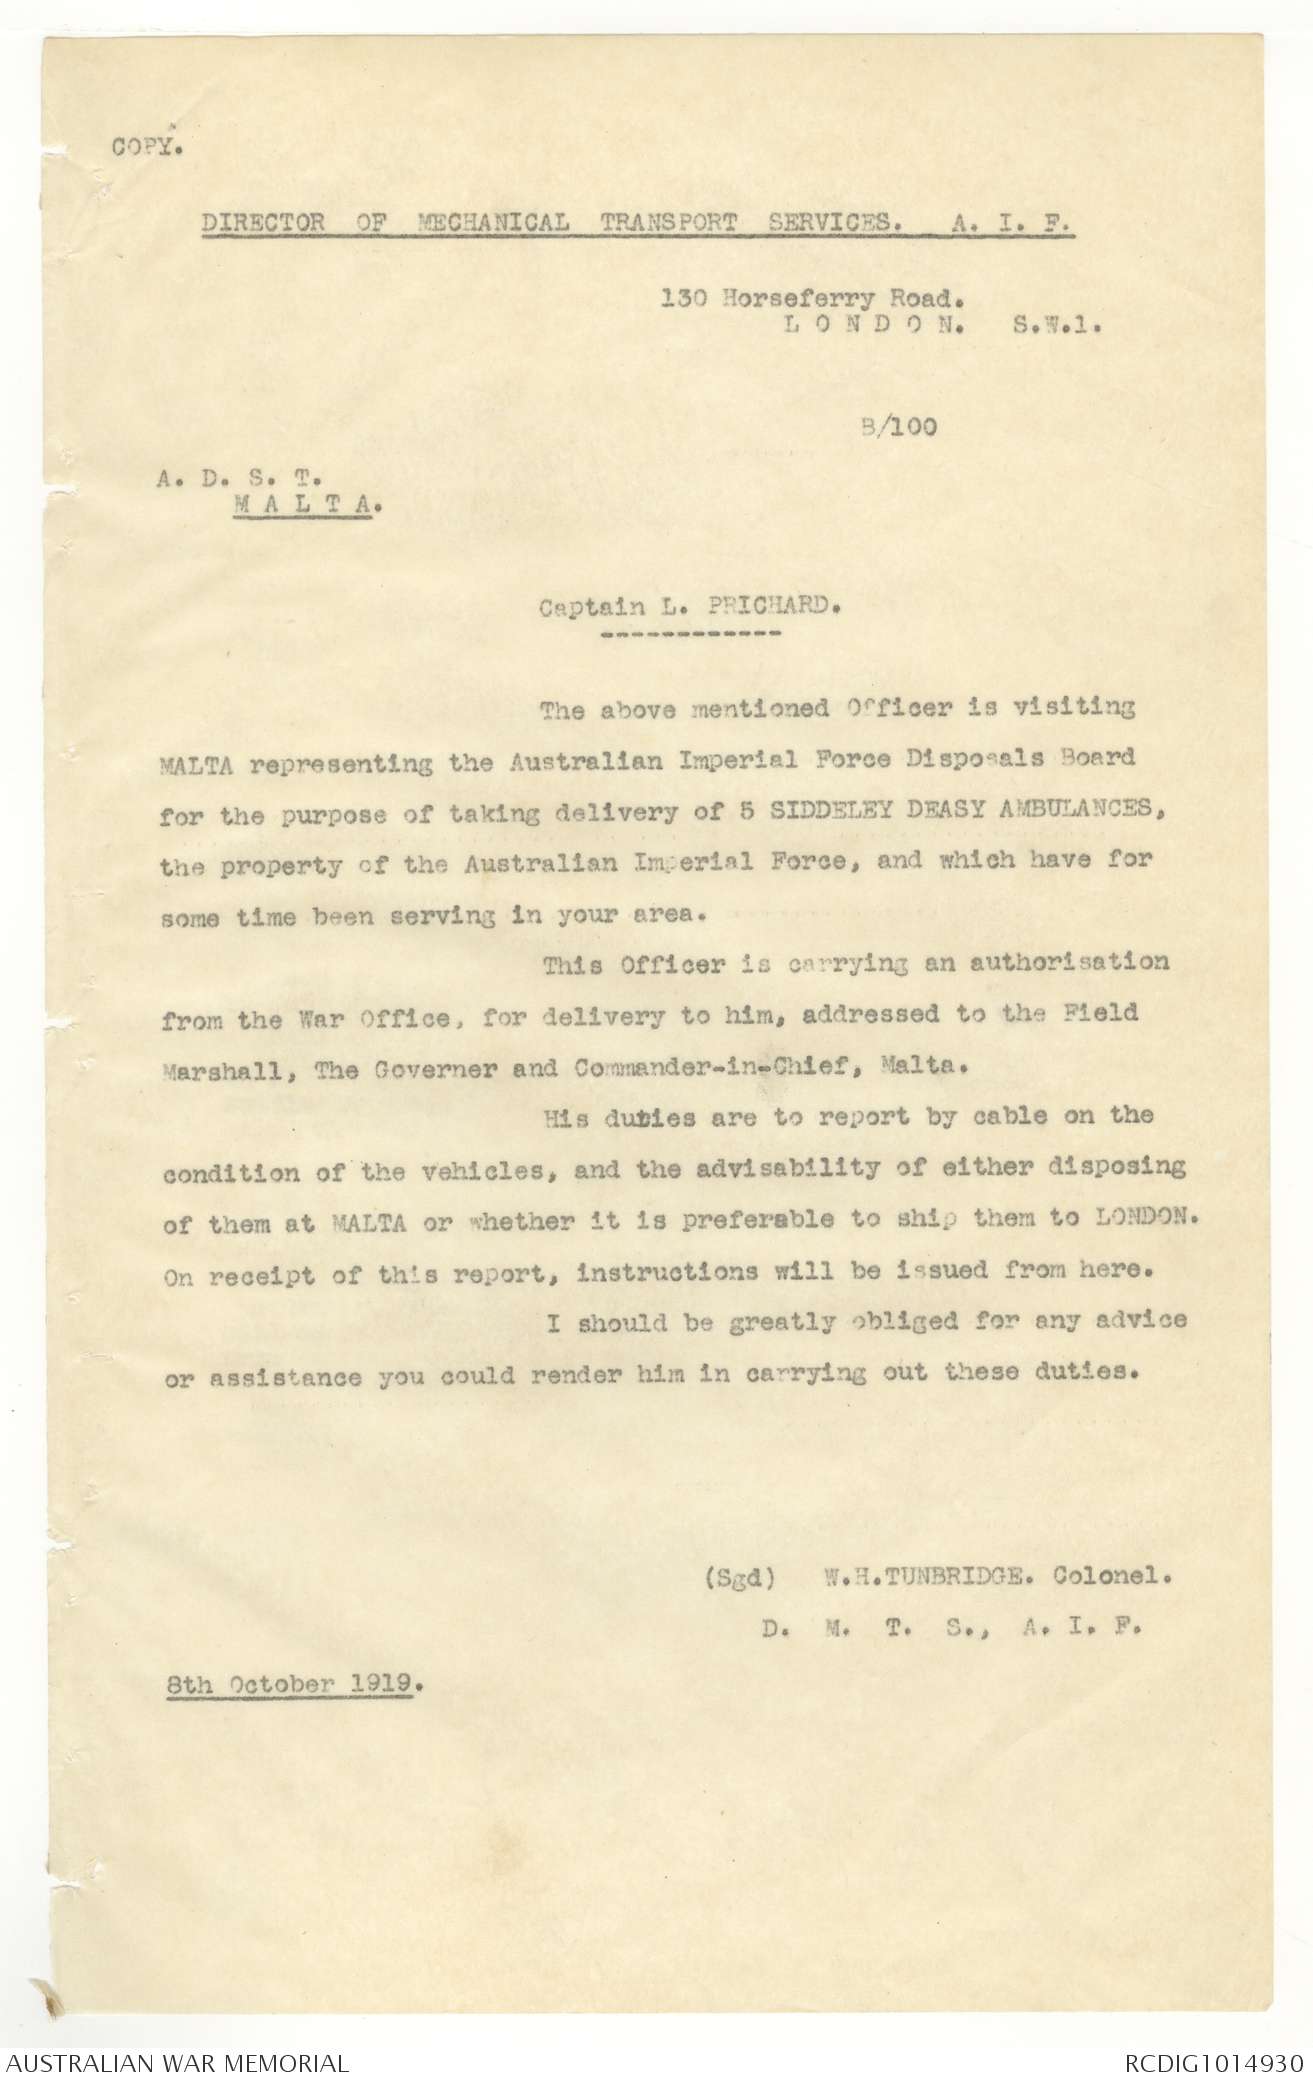 COPY.
DIRECTOR OF MECHANICAL TRANSPORT SERVICES. A. I. F.
130 Horseferry Road.
L O N D O N. S.W.1.
B/100
A. D. S. T.
M A L T A.
Captain L. PRICHARD.
------------
The above mentioned Officer is visiting
MALTA representing the Australian Imperial Force Disposals Board
for the purpose of taking delivery of 5 SIDDELEY DEASY AMBULANCES,
the property of the Australian Imperial Force, and which have for
some time been serving in your area.
This Officer is carrying an authorisation
from the War Office, for delivery to him, addressed to the Field
Marshall, The Governer and Commander-in-Chief, Malta.
His duties are to report by cable on the
condition of the vehicles, and the advisability of either disposing
of them at MALTA or whether it is preferable to ship them to LONDON.
On receipt of this report, instructions will be issued from here.
I should be greatly obliged for any advice
or assistance you could render him in carrying out these duties.
(Sgd) W.H.TUNBRIDGE. Colonel.
D. M. T. S., A. I. F.
8th October 1919.
AUSTRALIAN WAR MEMORIAL
RCDIG1014930